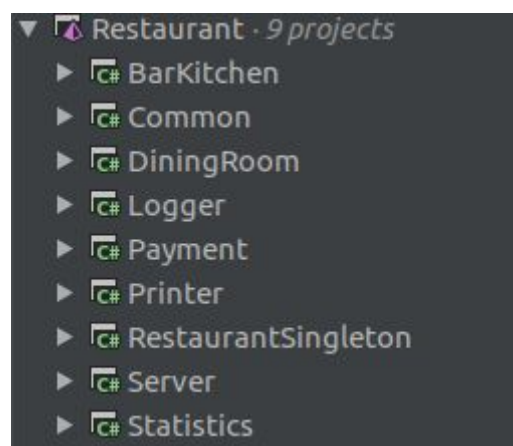 Restaurant · 9 projects
C# BarKitchen
C# Common
C# DiningRoom
C# Logger
C# Payment
C# Printer
C# RestaurantSingleton
C# Server
C# Statistics